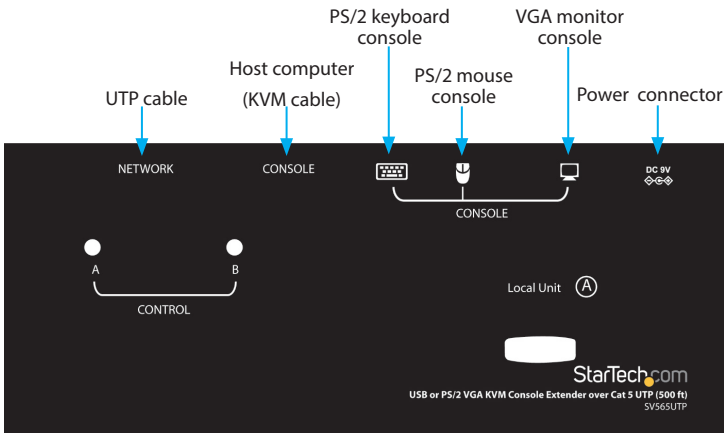 PS/2 keyboard
console
VGA monitor
console
Host computer
(KVM cable)
PS/2 mouse
console
UTP cable
Power connector
NETWORK
CONSOLE
DC 9V
CONSOLE
A
B
CONTROL
Local Unit A
StarTech.com
USB or PS/2 VGA KVM Console Extender over Cat 5 UTP (500 ft)
SV565UTP